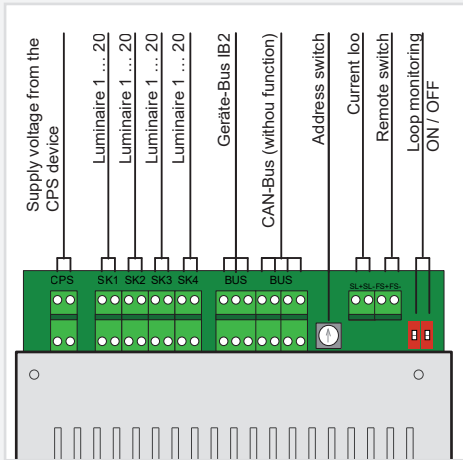 Supply voltage from the
CPS device
Luminaire 1 ... 20
Luminaire 1 ... 20
Luminaire 1 ... 20
Luminaire 1 ... 20
Geräte-Bus IB2
CAN-Bus (withou function)
Address switch
Current loo
Remote switch
Loop monitoring
ON / OFF
CPS SK1 SK2 SK3 SK4 BUS BUS
SL+SL-FS+FS-